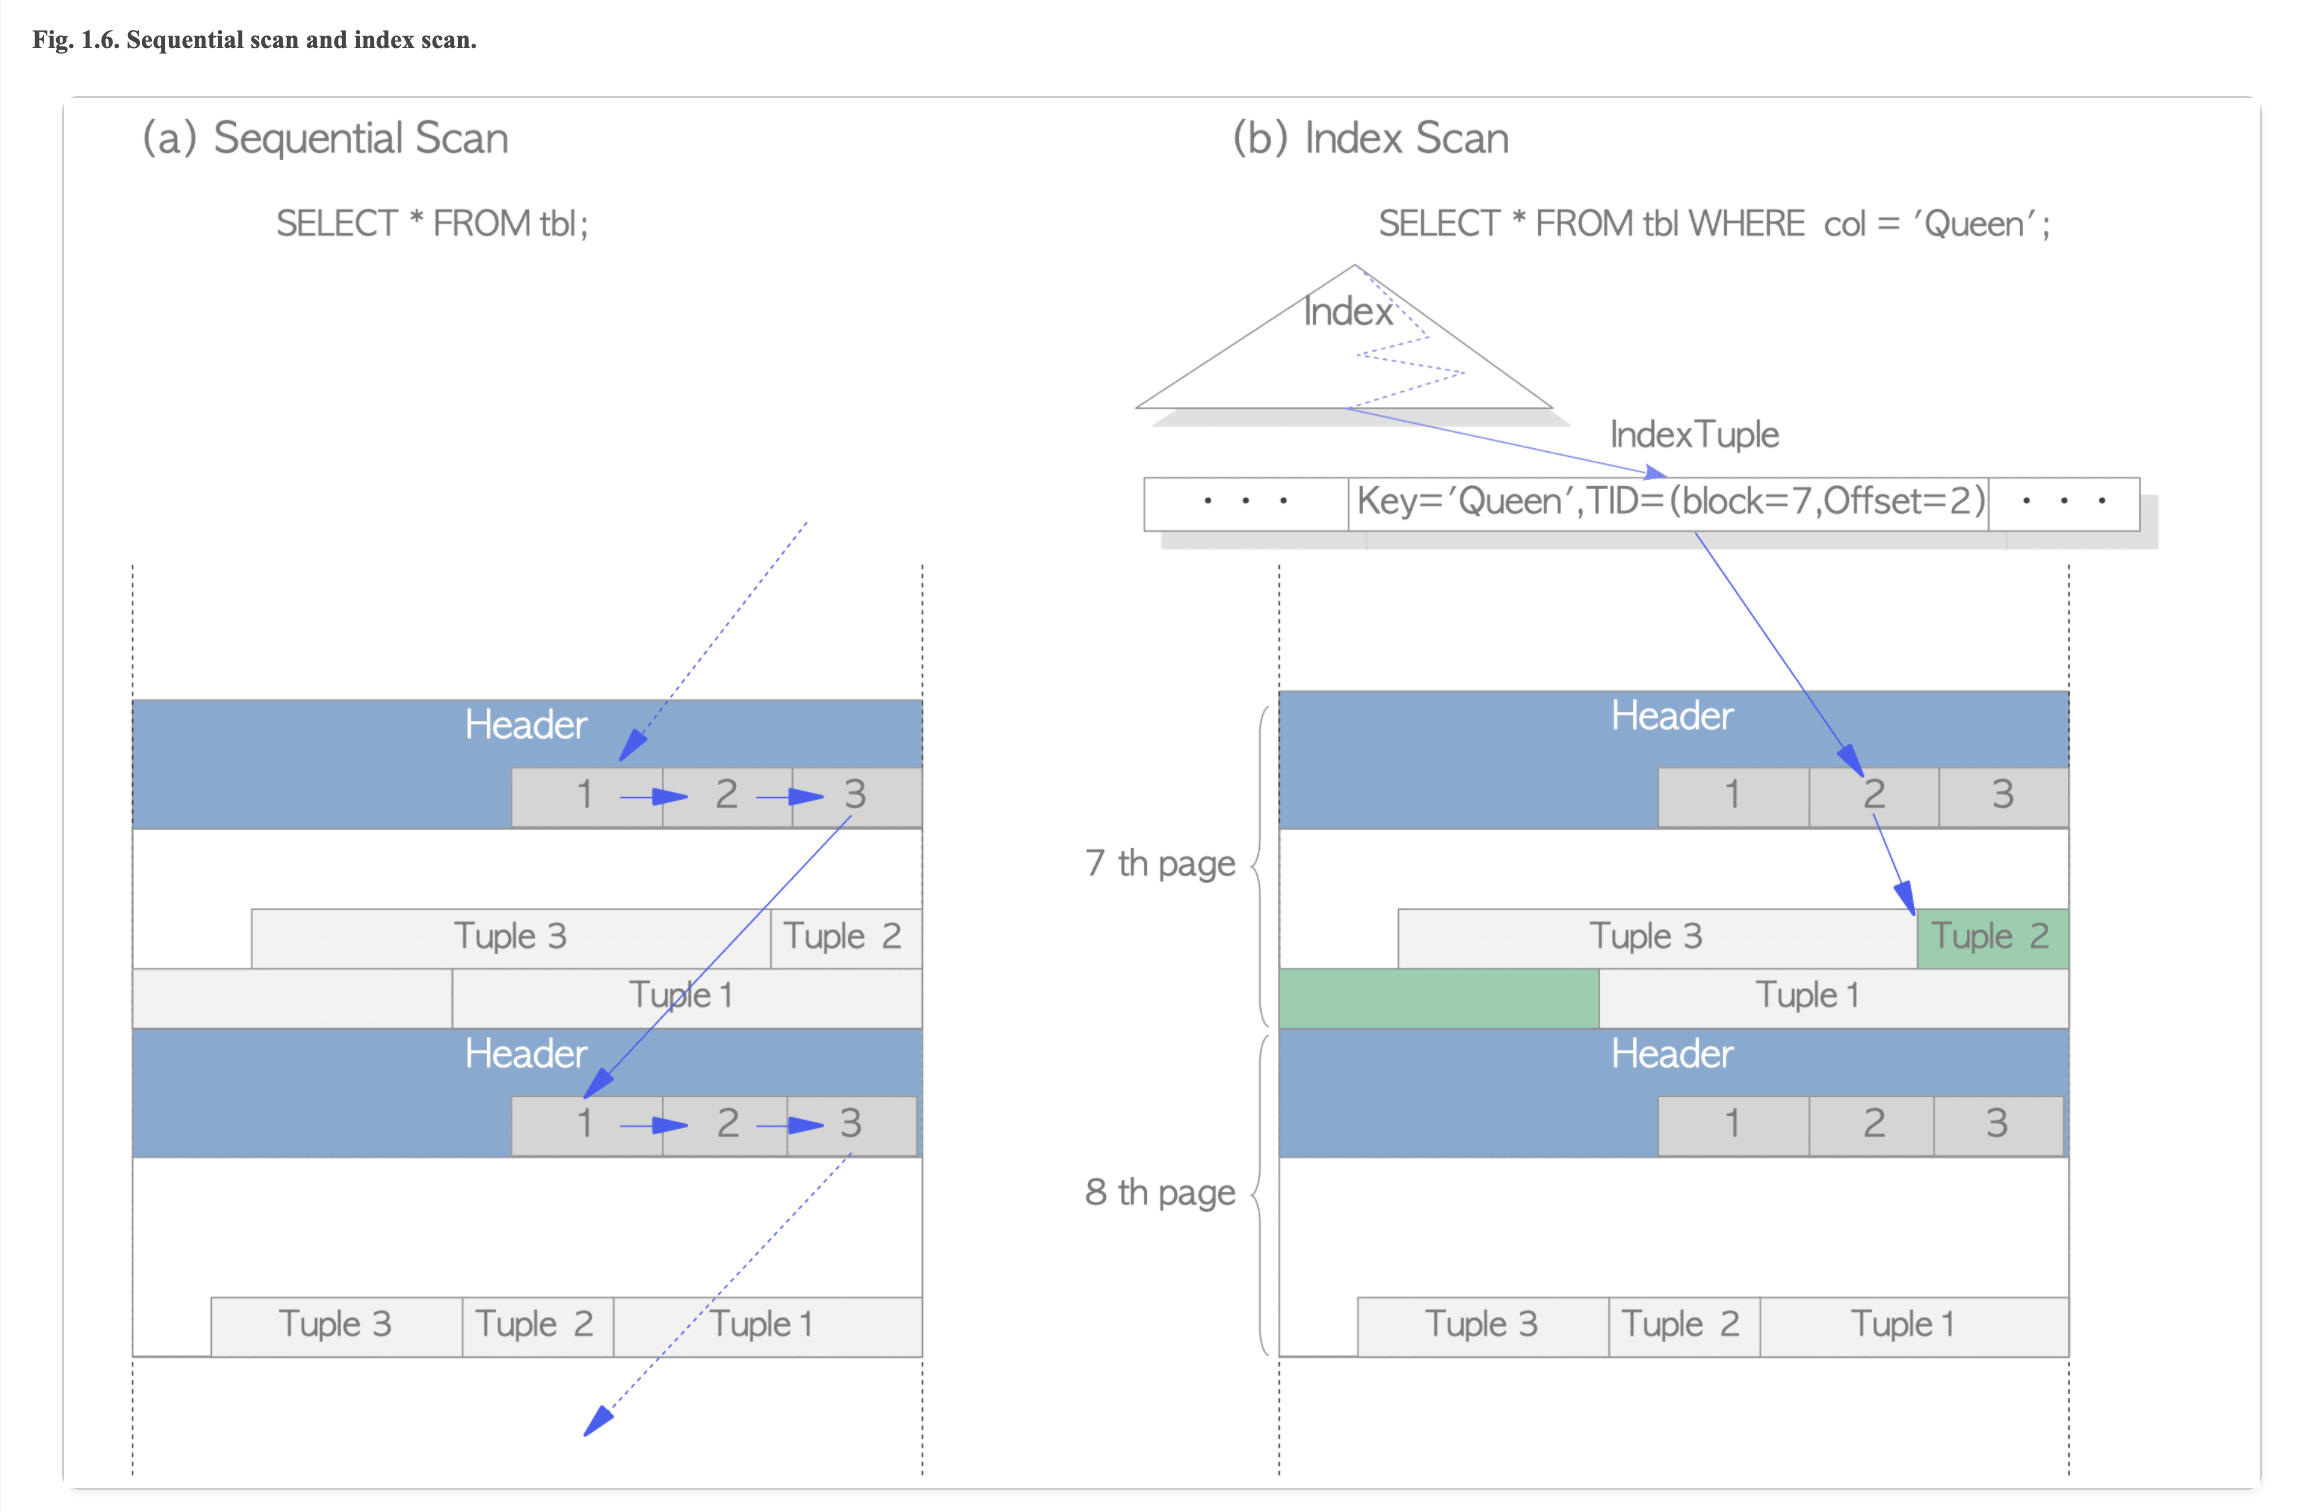 Fig. 1.6. Sequential scan and index scan.
(a) Sequential Scan
SELECT * FROM tbl;
Header
1 2 3
Tuple 3 Tuple 2
Tuple 1
Header
1 2 3
Tuple 3 Tuple 2 Tuple 1
(b) Index Scan
SELECT * FROM tbl WHERE col = 'Queen';
Index
IndexTuple
· · · Key='Queen',TID=(block=7,Offset=2) · · ·
7 th page
Header
1 2 3
Tuple 3 Tuple 2
Tuple 1
8 th page
Header
1 2 3
Tuple 3 Tuple 2 Tuple 1